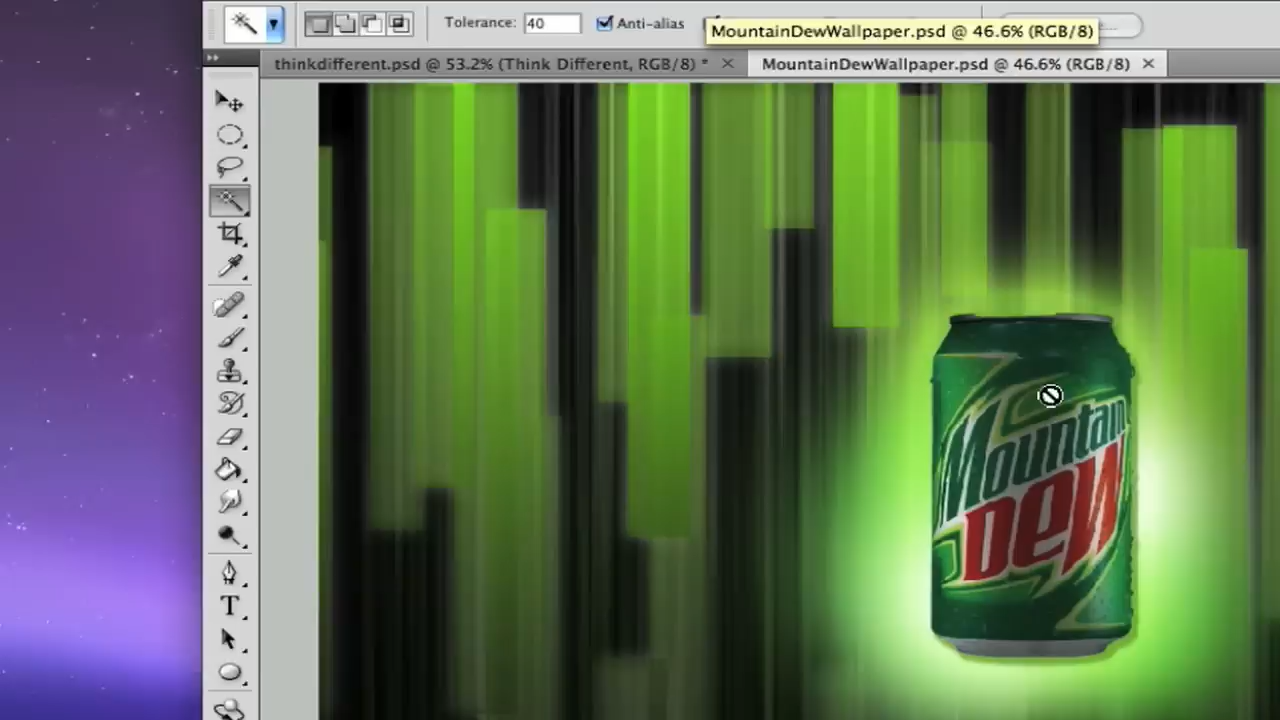 Tolerance: 40 Anti-alias
MountainDewWallpaper.psd @ 46.6% (RGB/8)
thinkdifferent.psd @ 53.2% (Think Different, RGB/8) *
MountainDewWallpaper.psd @ 46.6% (RGB/8)
T
Mountain
Dew